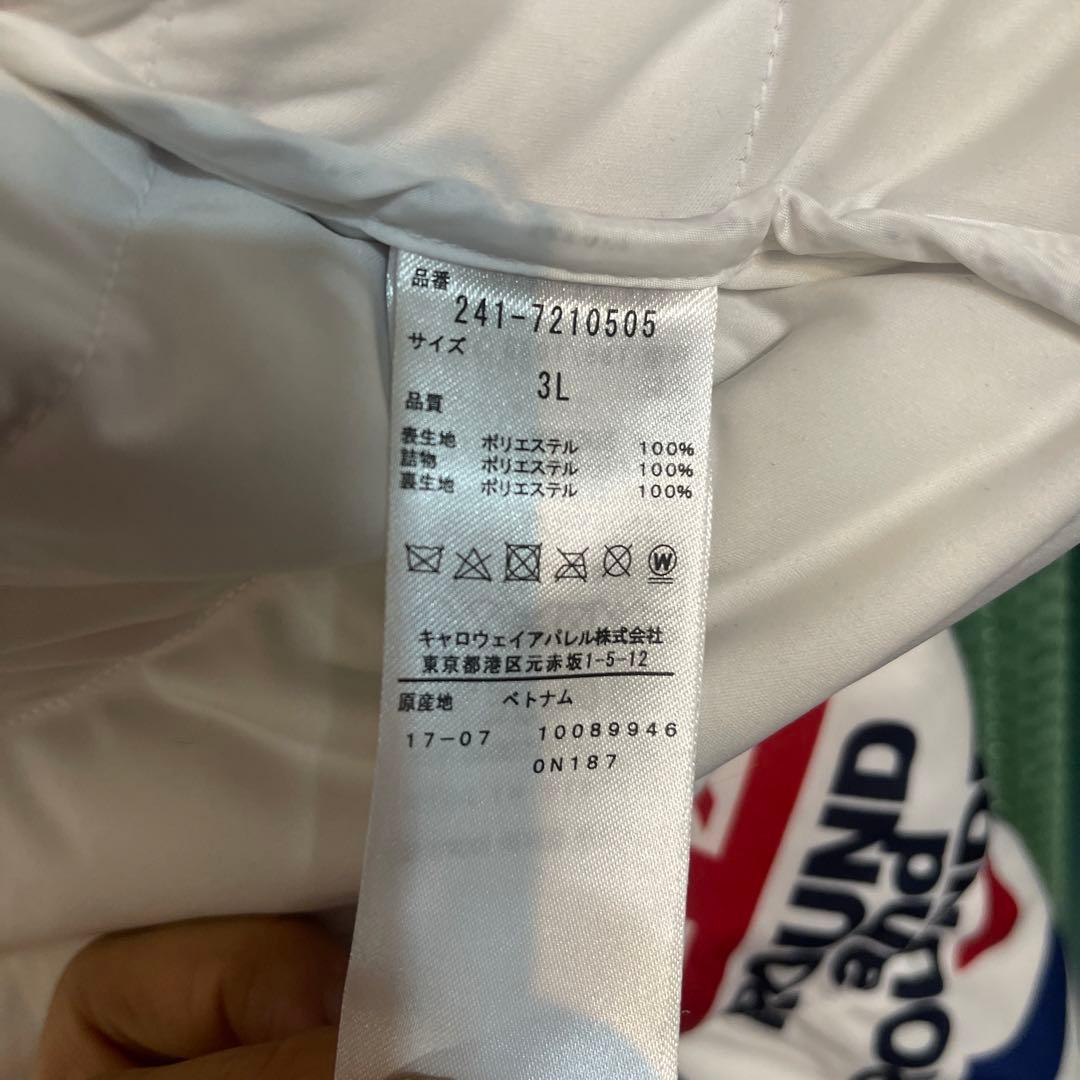 品番
241-7210505
サイズ
3L
品質
表生地 ポリエステル 100%
詰物 ポリエステル 100%
裏生地 ポリエステル 100%
W
キャロウェイアパレル株式会社
東京都港区元赤坂1-5-12
原産地 ベトナム
17-07 10089946
0N187